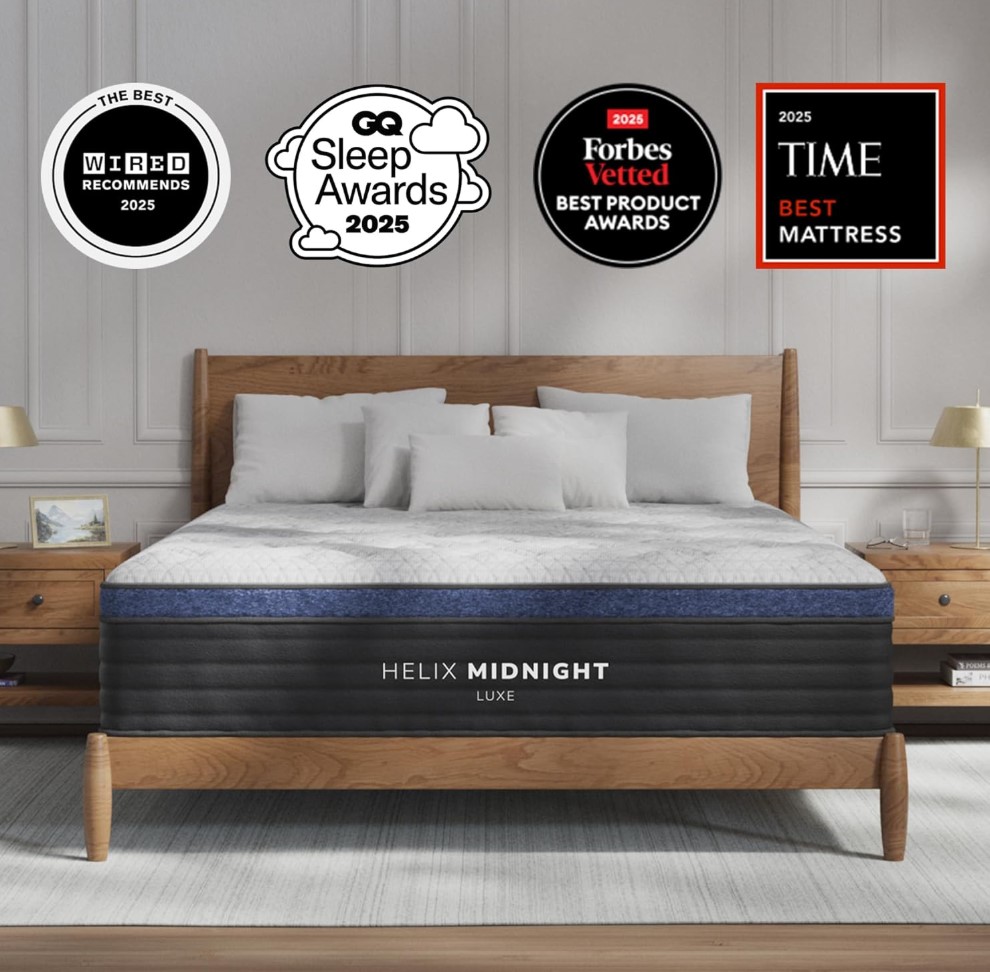 THE BEST
WIRED
RECOMMENDS
2025
GQ
Sleep
Awards
2025
2025
Forbes
Vetted
BEST PRODUCT
AWARDS
2025
TIME
BEST
MATTRESS
HELIX MIDNIGHT
LUXE
POEMS